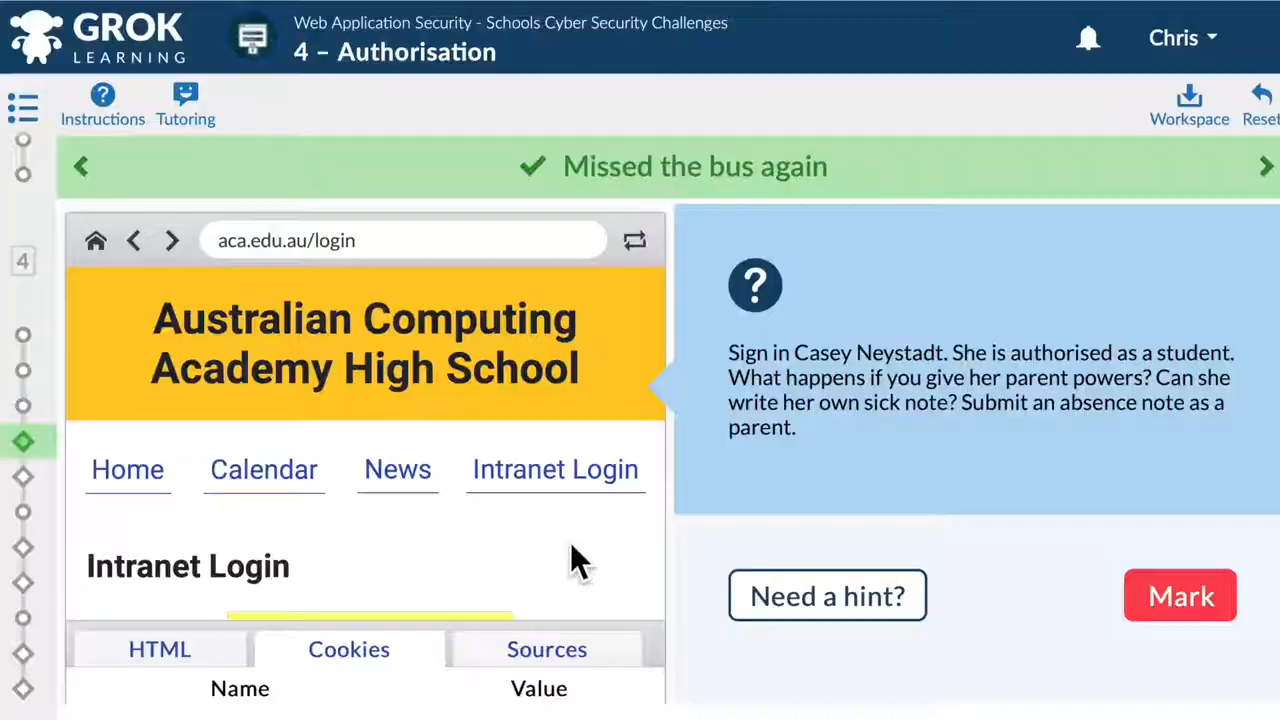 GROK
LEARNING
Web Application Security - Schools Cyber Security Challenges
4 – Authorisation
Chris
Instructions
Tutoring
Workspace
Reset
Missed the bus again
4
aca.edu.au/login
Australian Computing
Academy High School
Home
Calendar
News
Intranet Login
Intranet Login
HTML
Cookies
Sources
Name
Value
?
Sign in Casey Neystadt. She is authorised as a student.
What happens if you give her parent powers? Can she
write her own sick note? Submit an absence note as a
parent.
Need a hint?
Mark